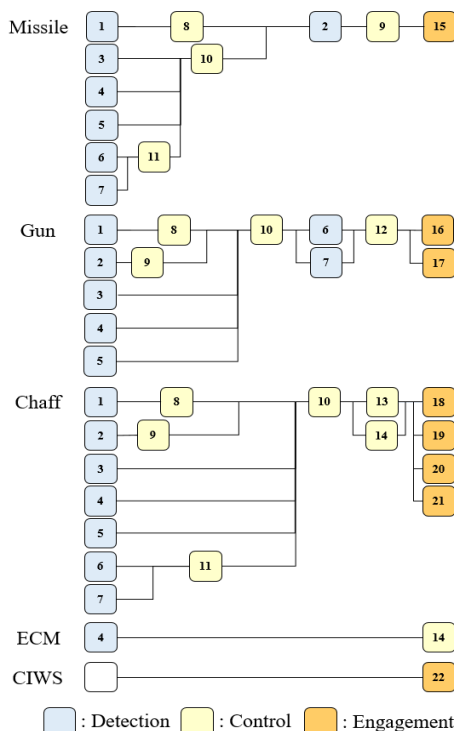 Missile 1 8 2 9 15
3 10
4
5
6 11
7
Gun 1 8 10 6 12 16
2 9 7 17
3
4
5
Chaff 1 8 10 13 18
2 9 14 19
3 20
4 21
5
6 11
7
ECM 4 14
CIWS 22
: Detection : Control : Engagement